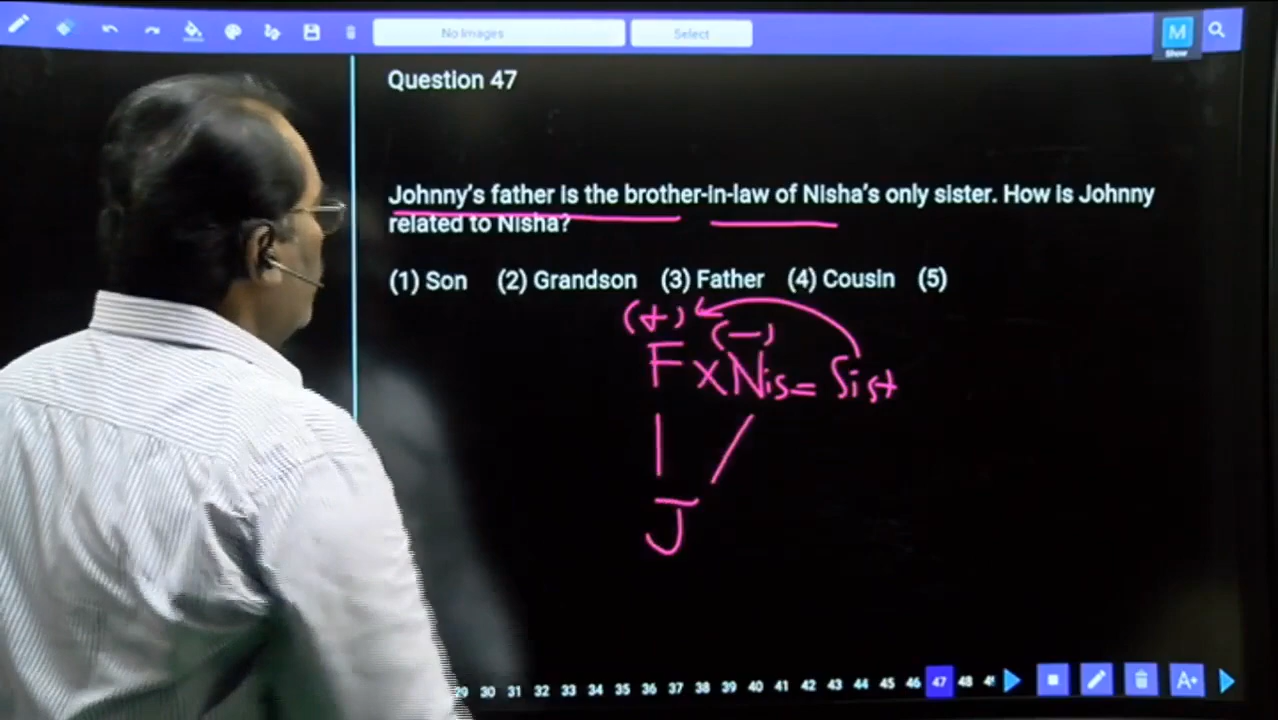 No Images
Select
M
Show
Question 47
Johnny's father is the brother-in-law of Nisha's only sister. How is Johnny
related to Nisha?
(1) Son (2) Grandson (3) Father (4) Cousin (5)
(+)
(-)
F × Nis = Sist
J
29 30 31 32 33 34 35 36 37 38 39 40 41 42 43 44 45 46 47 48
A+